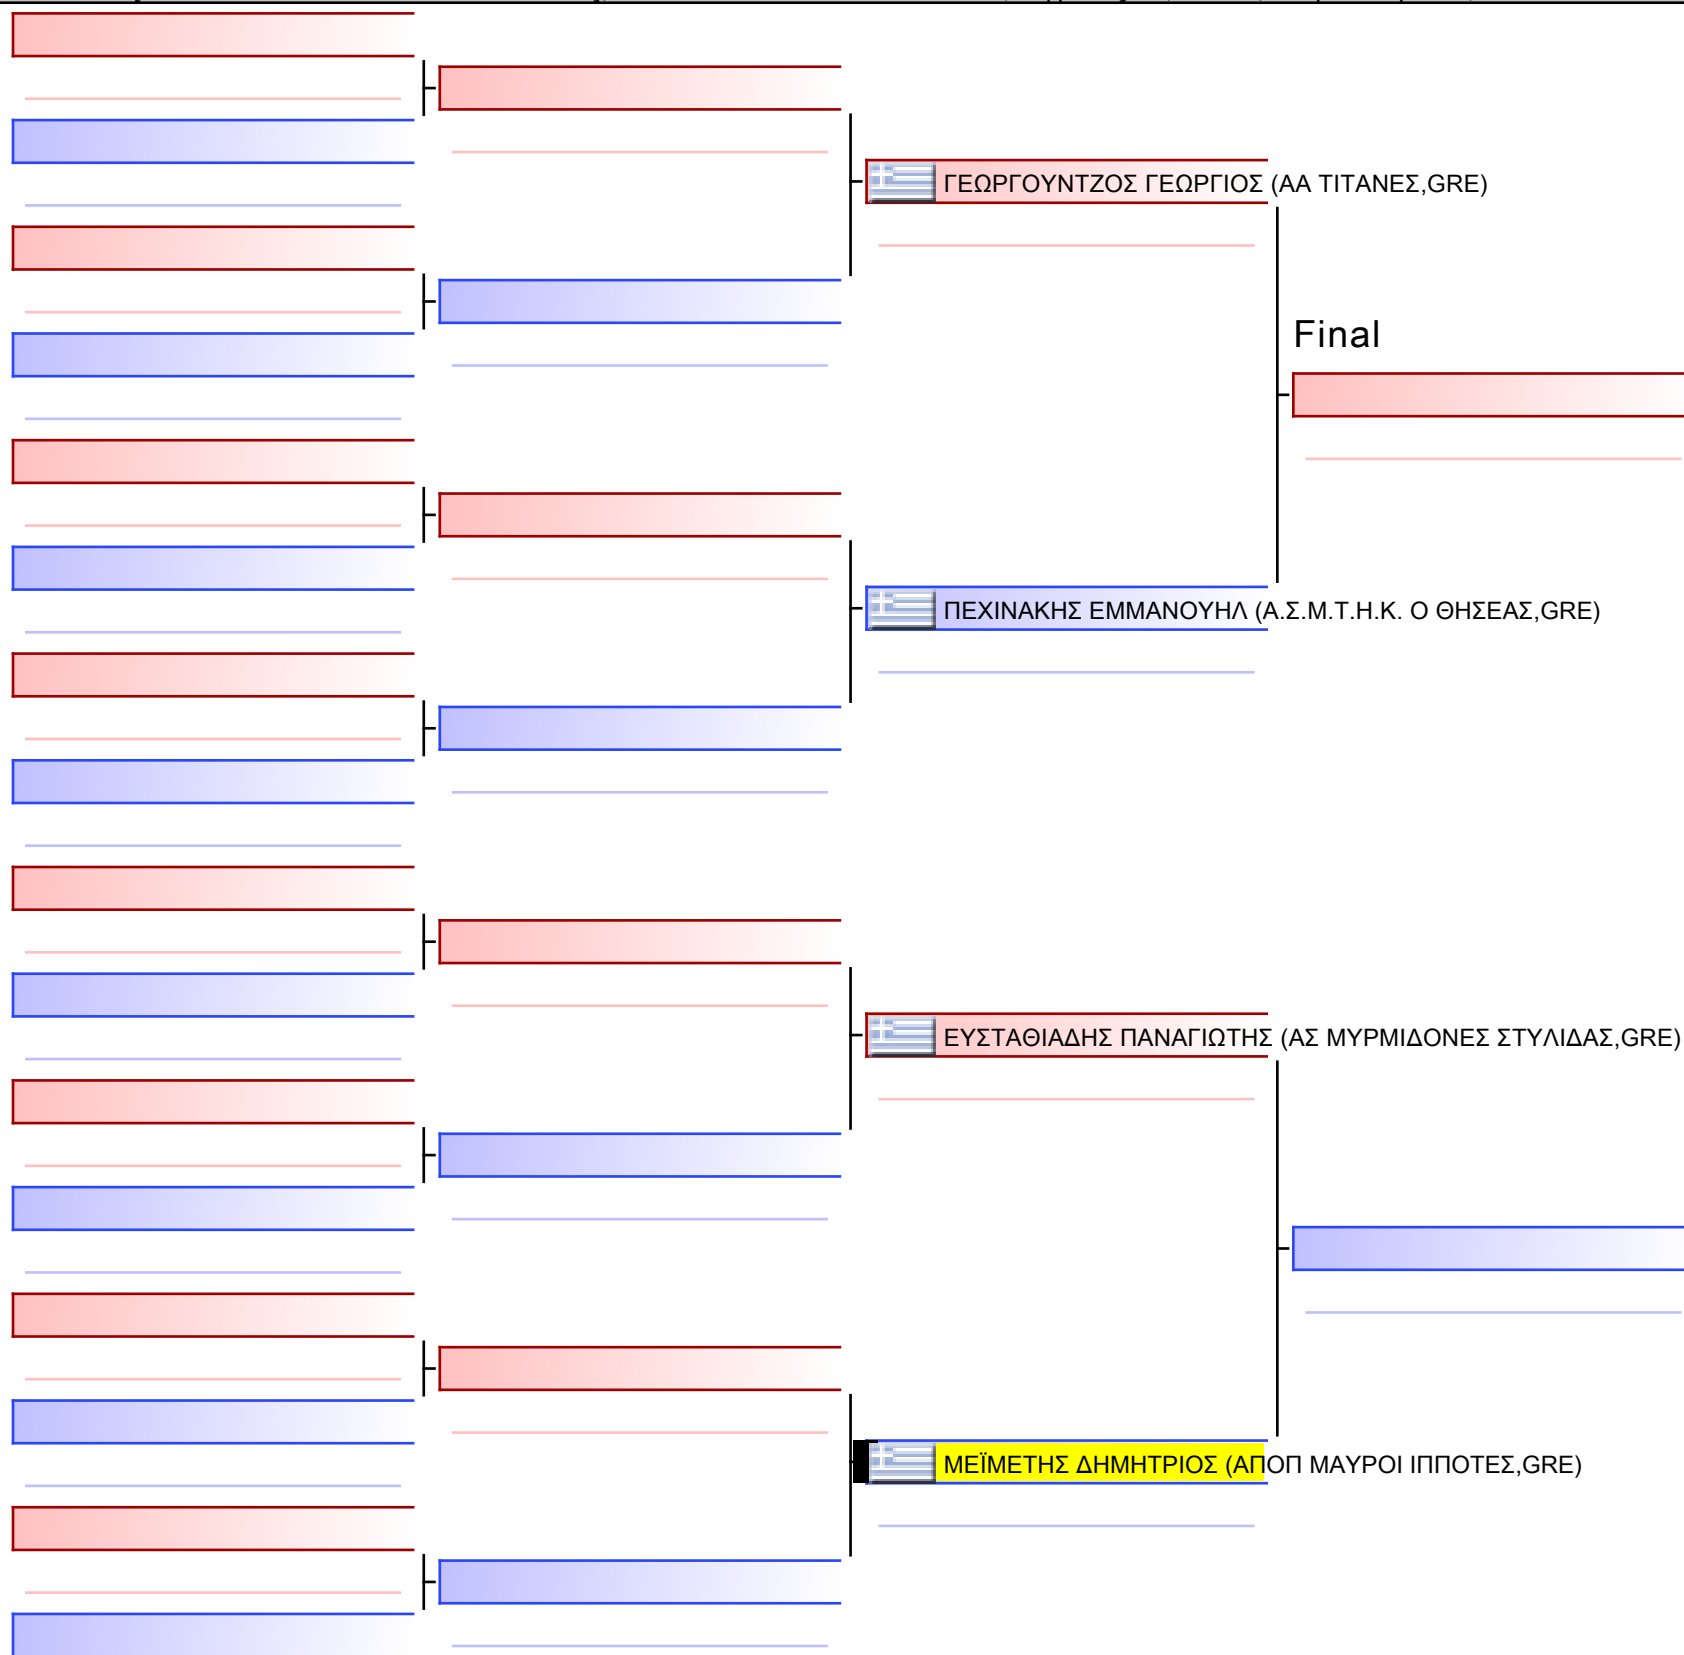 ΓΕΩΡΓΟΥΝΤΖΟΣ ΓΕΩΡΓΙΟΣ (ΑΑ ΤΙΤΑΝΕΣ,GRE)
Final
ΠΕΧΙΝΑΚΗΣ ΕΜΜΑΝΟΥΗΛ (Α.Σ.Μ.Τ.Η.Κ. Ο ΘΗΣΕΑΣ,GRE)
ΕΥΣΤΑΘΙΑΔΗΣ ΠΑΝΑΓΙΩΤΗΣ (ΑΣ ΜΥΡΜΙΔΟΝΕΣ ΣΤΥΛΙΔΑΣ,GRE)
ΜΕΪΜΕΤΗΣ ΔΗΜΗΤΡΙΟΣ (ΑΠΟΠ ΜΑΥΡΟΙ ΙΠΠΟΤΕΣ,GRE)